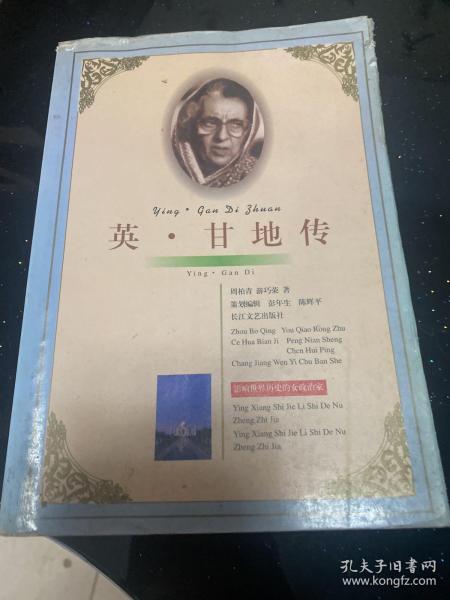 Ying · Gan Di Zhuan
英·甘地传
Ying · Gan Di
周柏青 游巧荣 著
策划编辑 彭年生 陈辉平
长江文艺出版社
Zhou Bo Qing You Qiao Rong Zhu
Ce Hua Bian Ji Peng Nian Sheng
Chen Hui Ping
Chang Jiang Wen Yi Chu Ban She
影响世界历史的女政治家
Ying Xiang Shi Jie Li Shi De Nu
Zheng Zhi Jia
Ying Xiang Shi Jie Li Shi De Nu
Zheng Zhi Jia
孔夫子旧书网
www.kongfz.com